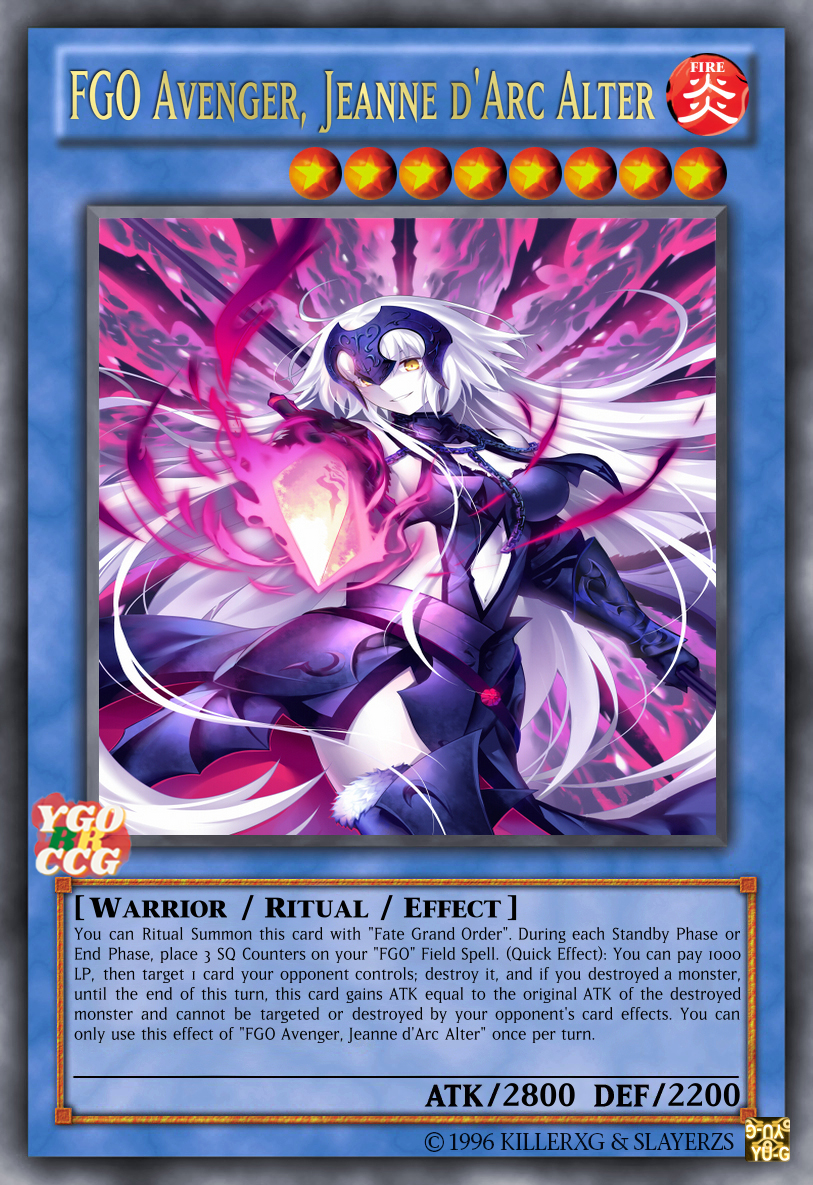 FGO Avenger, Jeanne d'Arc Alter
FIRE
炎
YGO
RR
CCG
[ Warrior / Ritual / Effect ]
You can Ritual Summon this card with "Fate Grand Order". During each Standby Phase or
End Phase, place 3 SQ Counters on your "FGO" Field Spell. (Quick Effect): You can pay 1000
LP, then target 1 card your opponent controls; destroy it, and if you destroyed a monster,
until the end of this turn, this card gains ATK equal to the original ATK of the destroyed
monster and cannot be targeted or destroyed by your opponent's card effects. You can
only use this effect of "FGO Avenger, Jeanne d'Arc Alter" once per turn.
ATK/2800 DEF/2200
© 1996 KILLERXG & SLAYERZS